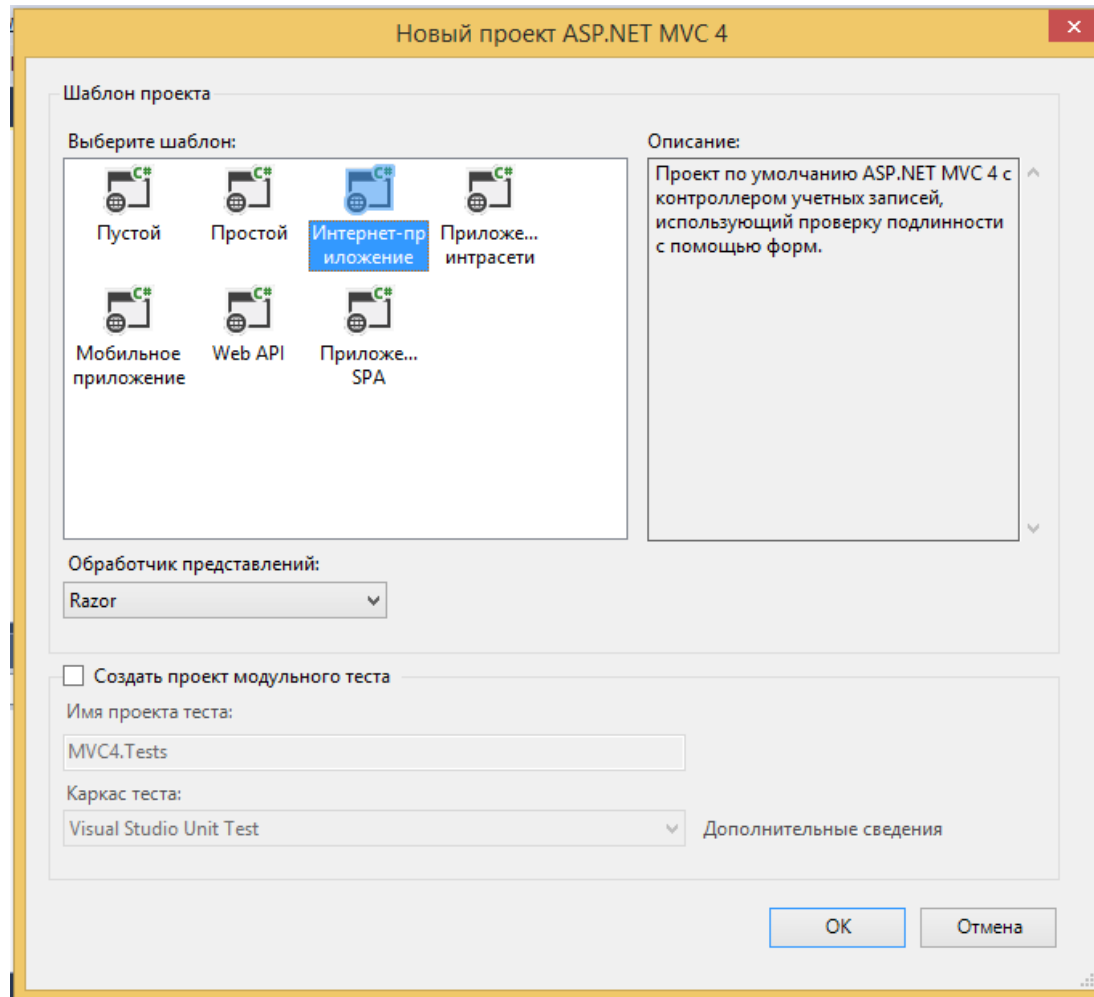 Новый проект ASP.NET MVC 4
Шаблон проекта
Выберите шаблон:
Описание:
C# C# C# C#
Пустой Простой Интернет-пр
иложение Приложе...
интрасети
C# C# C#
Мобильное
приложение Web API Приложе...
SPA
Проект по умолчанию ASP.NET MVC 4 с
контроллером учетных записей,
использующий проверку подлинности
с помощью форм.
Обработчик представлений:
Razor
Создать проект модульного теста
Имя проекта теста:
MVC4.Tests
Каркас теста:
Visual Studio Unit Test
Дополнительные сведения
ОК Отмена